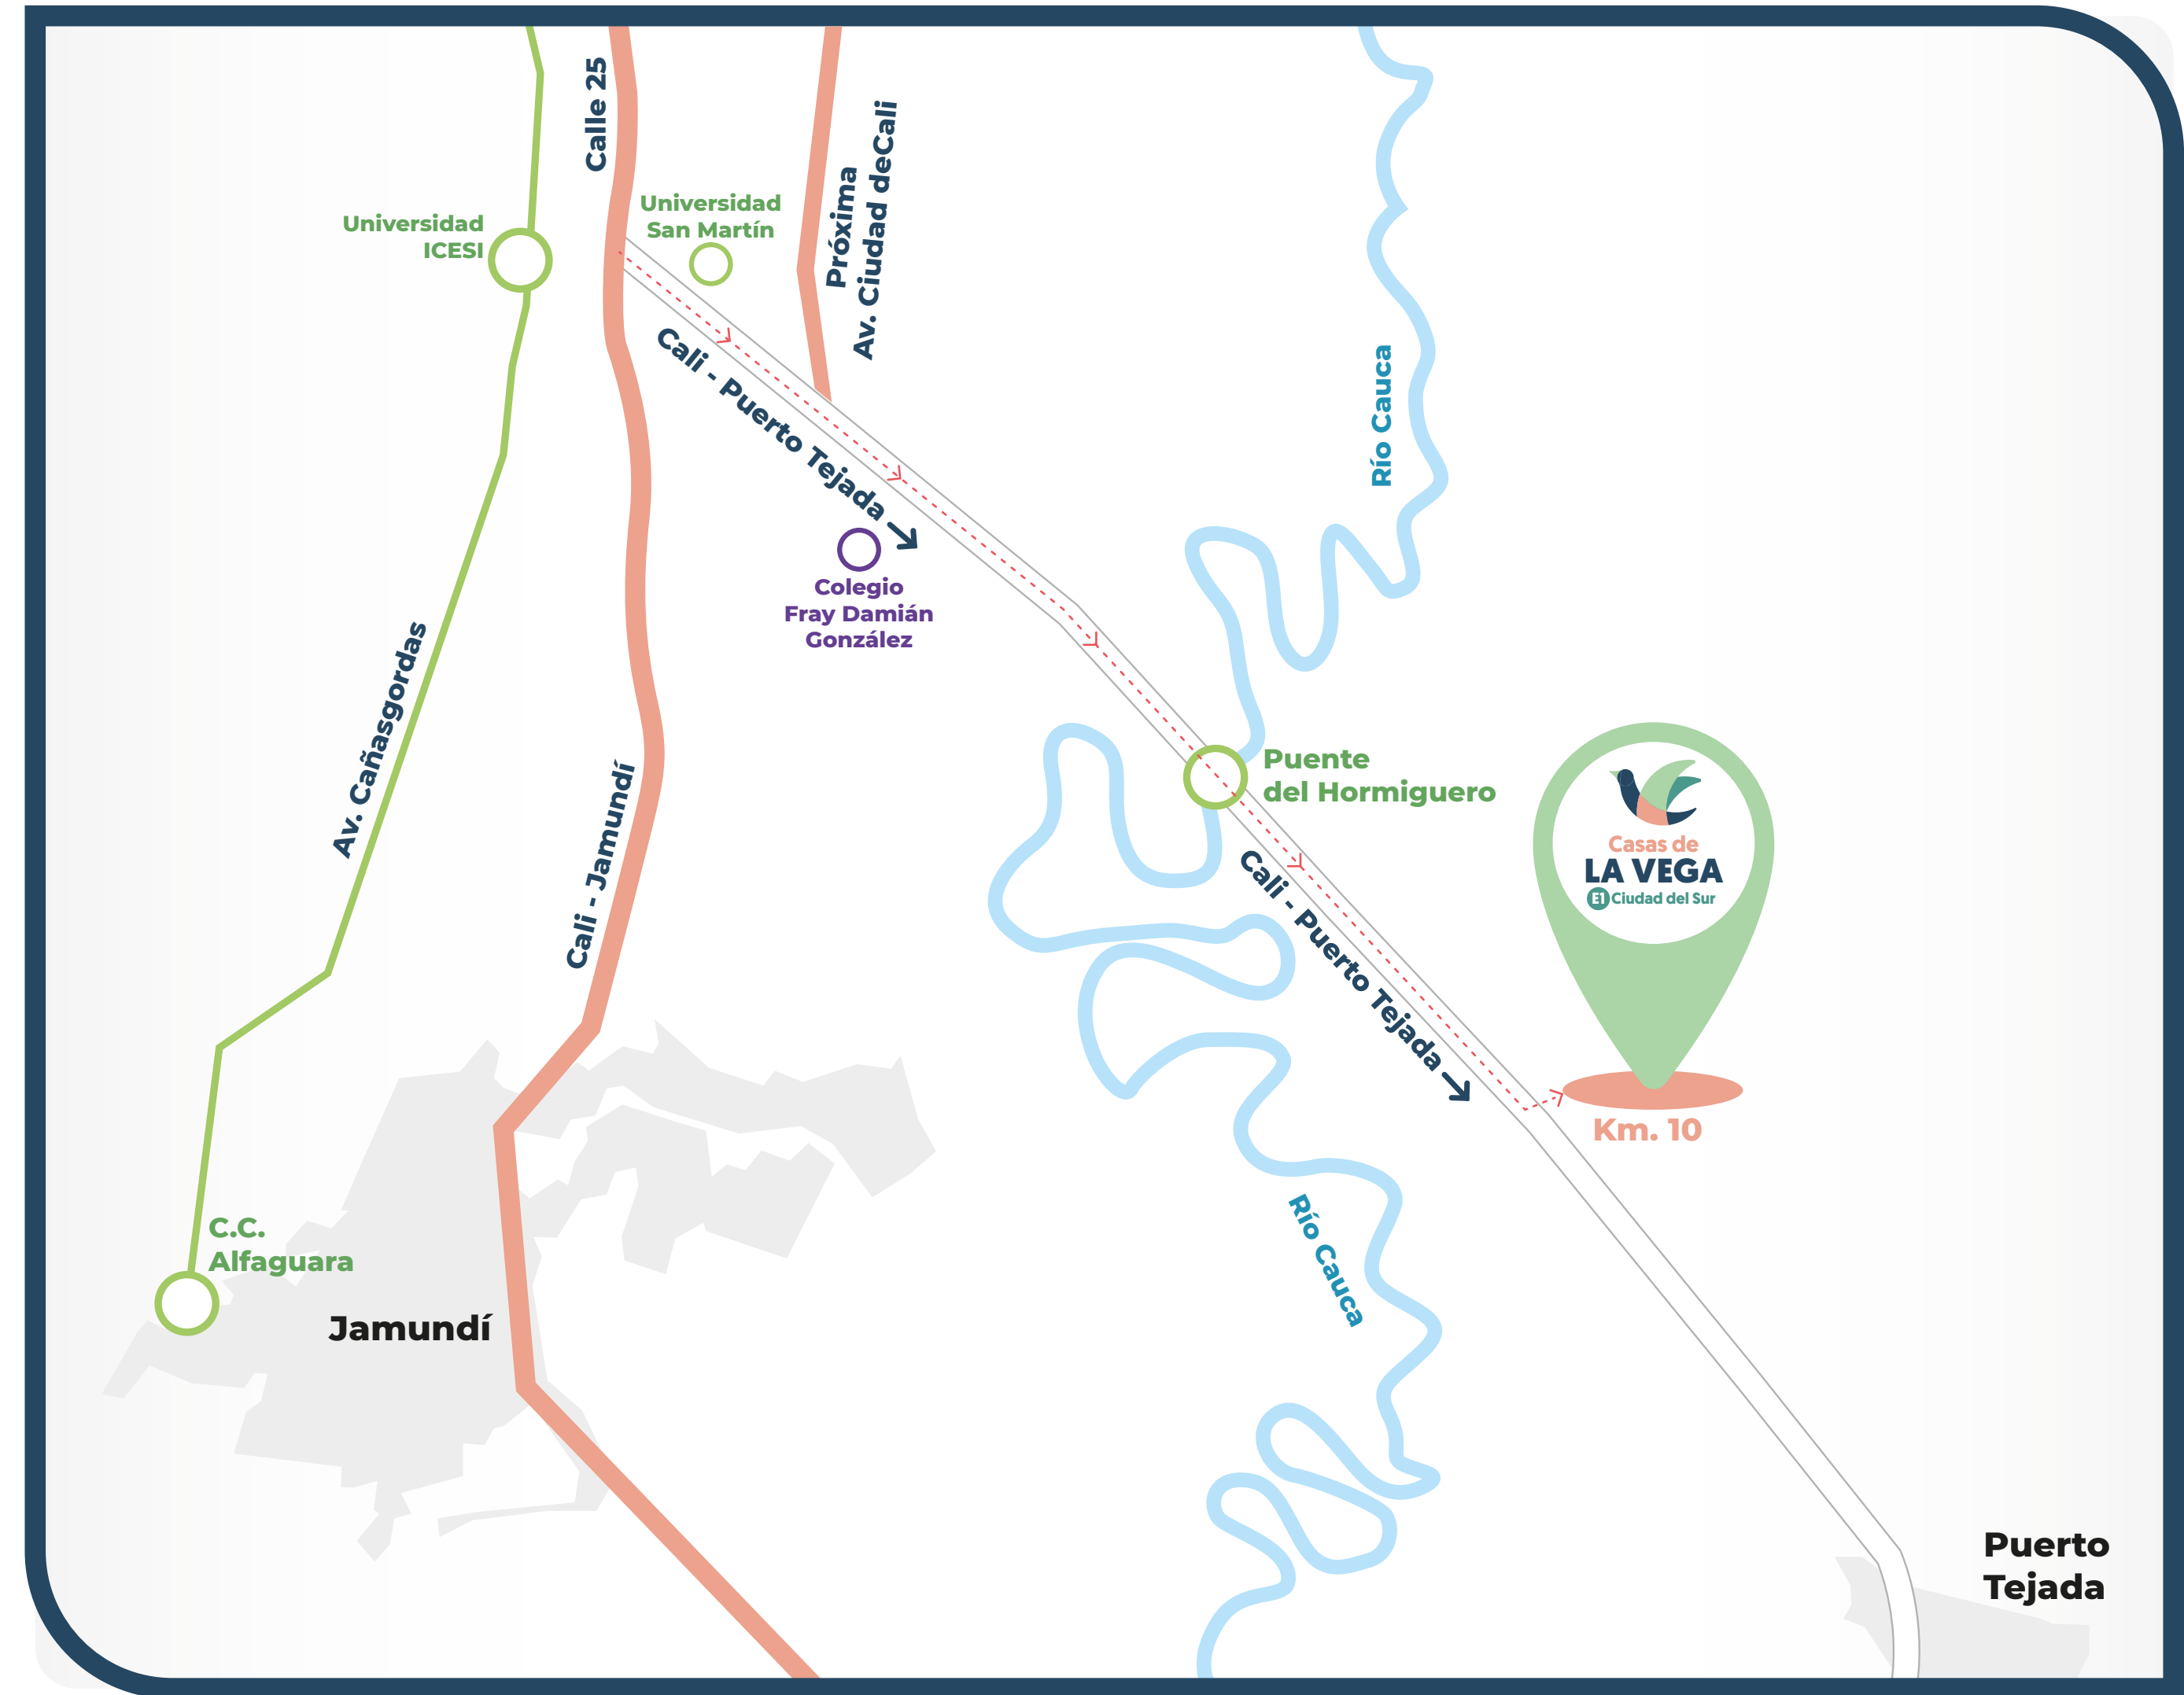 Calle 25
Universidad
San Martín
Universidad
ICESI
Próxima
Av. Ciudad deCali
Cali - Puerto Tejada
Río Cauca
Colegio
Fray Damián
González
Av. Cañasgordas
Cali - Jamundí
Puente
del Hormiguero
Casas de
LA VEGA
E1 Ciudad del Sur
Cali - Puerto Tejada
Km. 10
Río Cauca
C.C.
Alfaguara
Jamundí
Puerto
Tejada